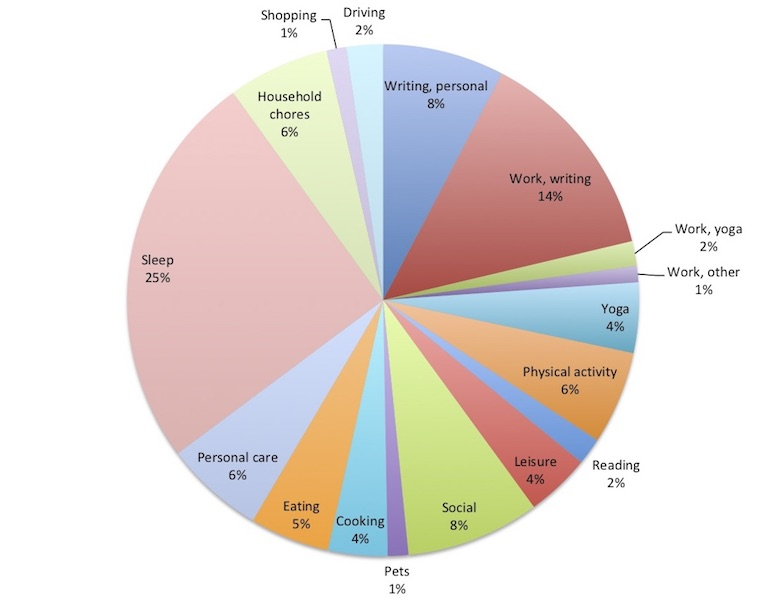 Shopping
1%
Driving
2%
Writing, personal
8%
Work, writing
14%
Work, yoga
2%
Work, other
1%
Yoga
4%
Physical activity
6%
Reading
2%
Leisure
4%
Social
8%
Pets
1%
Cooking
4%
Eating
5%
Personal care
6%
Sleep
25%
Household
chores
6%